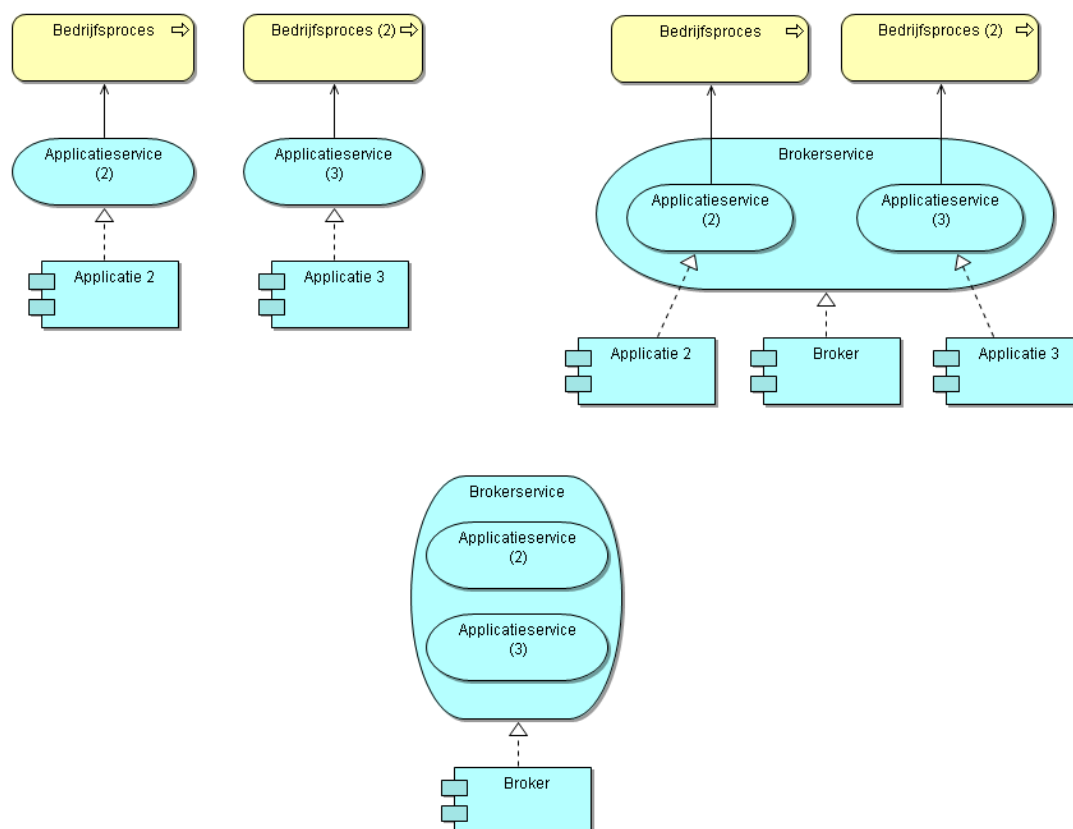 Bedrijfsproces
Bedrijfsproces (2)
Applicatieservice
(2)
Applicatieservice
(3)
Applicatie 2
Applicatie 3
Bedrijfsproces
Bedrijfsproces (2)
Brokerservice
Applicatieservice
(2)
Applicatieservice
(3)
Applicatie 2
Broker
Applicatie 3
Brokerservice
Applicatieservice
(2)
Applicatieservice
(3)
Broker